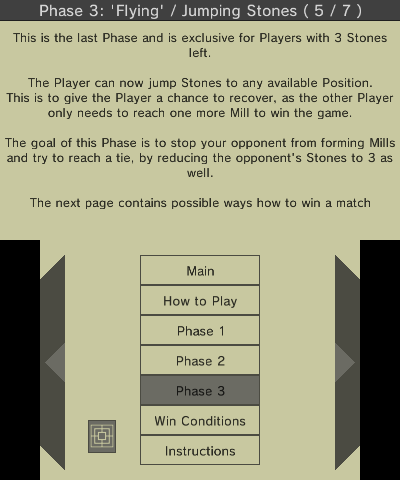 Phase 3: 'Flying' / Jumping Stones ( 5 / 7 )
This is the last Phase and is exclusive for Players with 3 Stones
left.
The Player can now jump Stones to any available Position.
This is to give the Player a chance to recover, as the other Player
only needs to reach one more Mill to win the game.
The goal of this Phase is to stop your opponent from forming Mills
and try to reach a tie, by reducing the opponent's Stones to 3 as
well.
The next page contains possible ways how to win a match
Main
How to Play
Phase 1
Phase 2
Phase 3
Win Conditions
Instructions